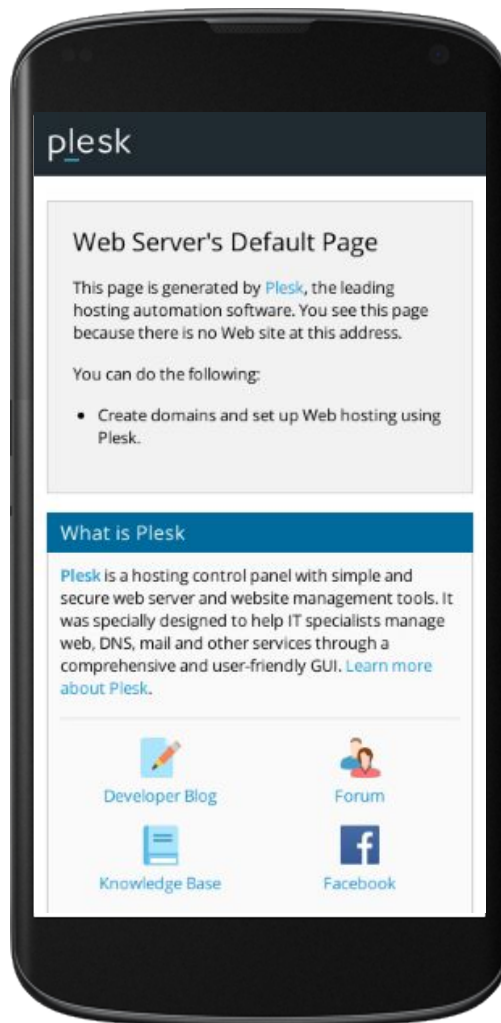 plesk
Web Server's Default Page
This page is generated by Plesk, the leading
hosting automation software. You see this page
because there is no Web site at this address.
You can do the following:
• Create domains and set up Web hosting using
Plesk.
What is Plesk
Plesk is a hosting control panel with simple and
secure web server and website management tools. It
was specially designed to help IT specialists manage
web, DNS, mail and other services through a
comprehensive and user-friendly GUI. Learn more
about Plesk.
Developer Blog
Forum
Knowledge Base
Facebook